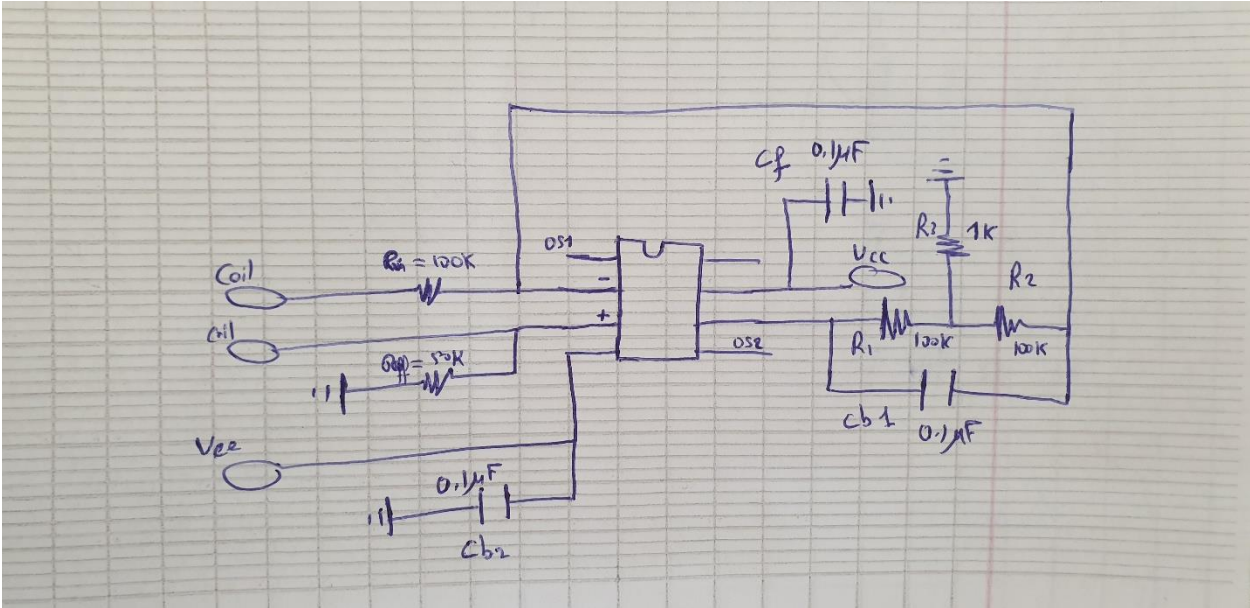 Cf 0.1µF
R3 1K
OS1
Coil
Rin = 100K
-
Vcc
R2
Coil
+
R1
100K
100K
OS2
= 50K
Cb1
0.1µF
Vee
0.1µF
Cb2